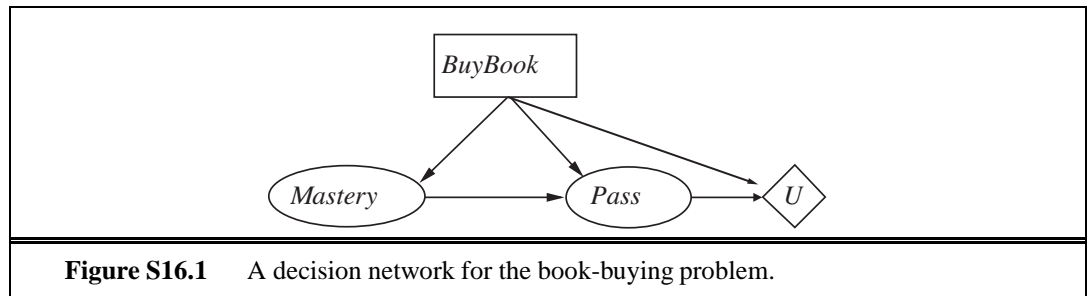 BuyBook
Mastery
Pass
U
Figure S16.1 A decision network for the book-buying problem.